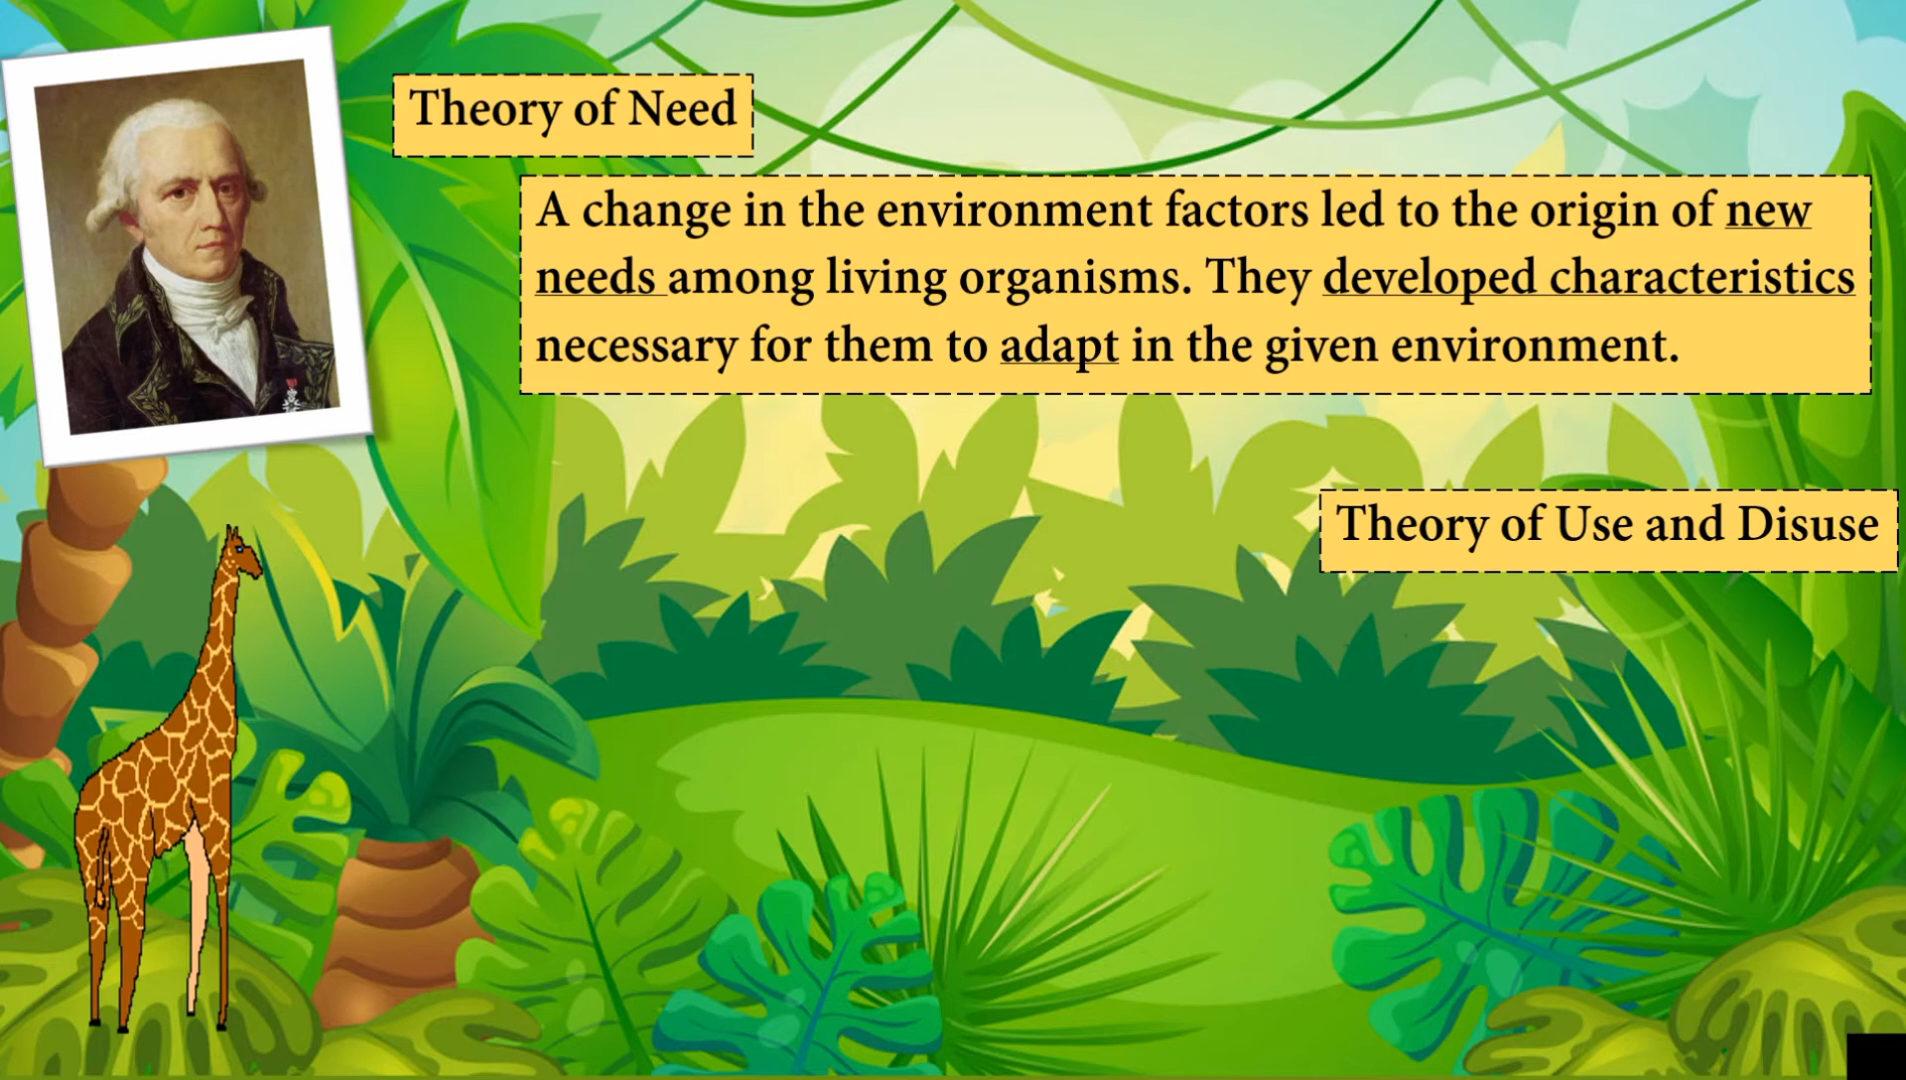 Theory of Need
A change in the environment factors led to the origin of new
needs among living organisms. They developed characteristics
necessary for them to adapt in the given environment.
Theory of Use and Disuse